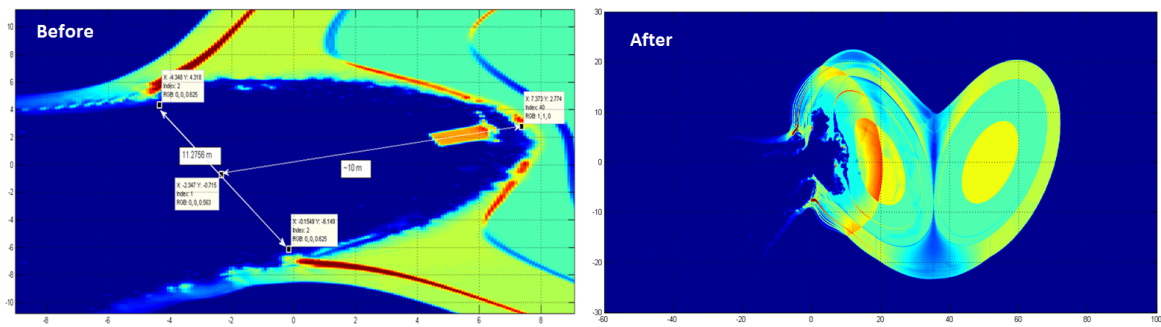 Before
10
8
6
4
2
0
-2
-4
-6
-8
-10
X: -4.348 Y: 4.318
Index: 2
RGB: 0, 0, 0.625
X: 7.373 Y: 2.774
Index: 40
RGB: 1, 1, 0
11.2756 m
~10 m
X: -2.347 Y: -0.715
Index: 1
RGB: 0, 0, 0.563
X: -0.1549 Y: -6.149
Index: 2
RGB: 0, 0, 0.625
-8 -6 -4 -2 0 2 4 6 8
After
30
20
10
0
-10
-20
-30
-60 -40 -20 0 20 40 60 80 100